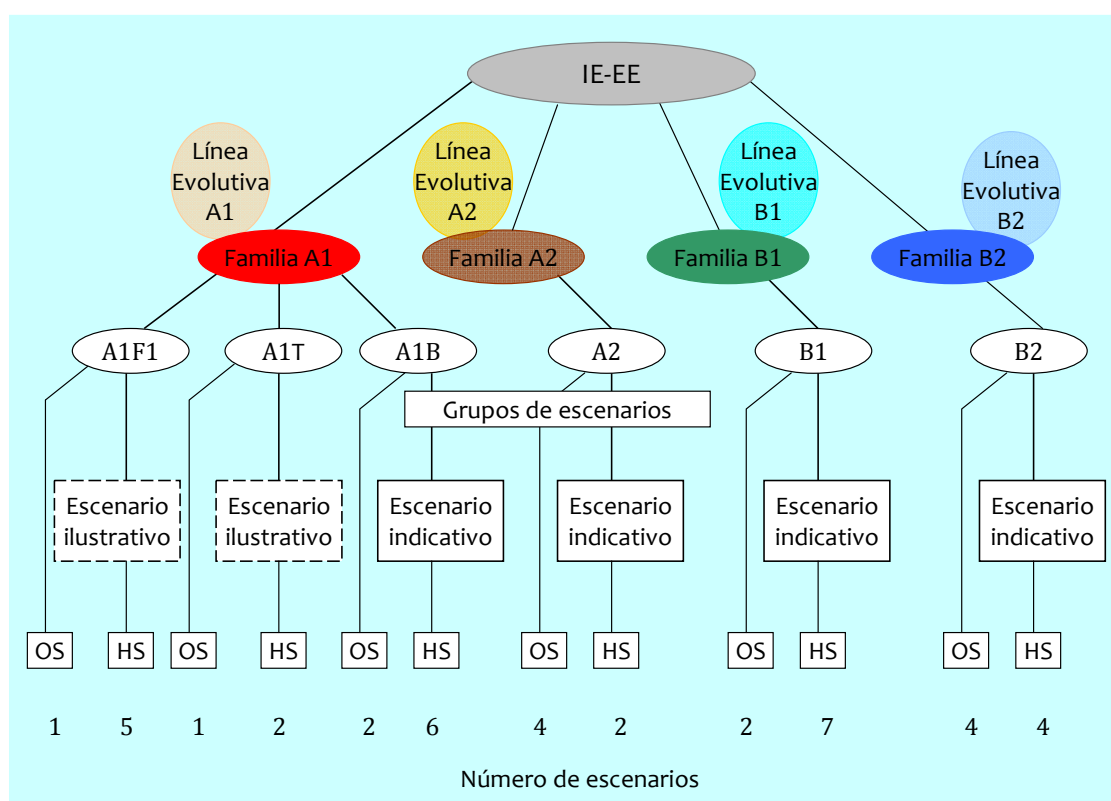 IE-EE
Línea
Evolutiva
A1
Línea
Evolutiva
A2
Línea
Evolutiva
B1
Línea
Evolutiva
B2
Familia A1
Familia A2
Familia B1
Familia B2
A1F1
A1T
A1B
A2
B1
B2
Grupos de escenarios
Escenario
ilustrativo
Escenario
ilustrativo
Escenario
indicativo
Escenario
indicativo
Escenario
indicativo
Escenario
indicativo
OS HS OS HS OS HS OS HS OS HS OS HS
1 5 1 2 2 6 4 2 2 7 4 4
Número de escenarios